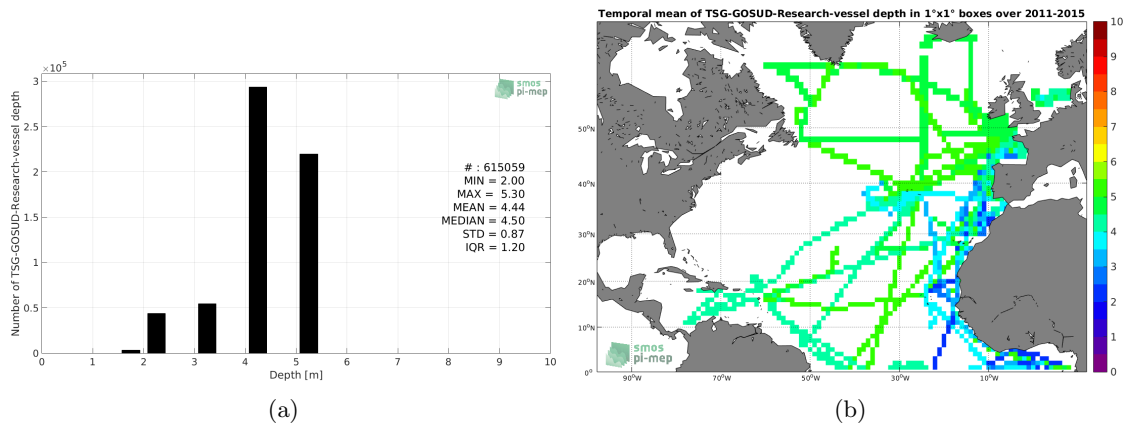 ×10⁵
3
2.5
2
1.5
1
0.5
0
Number of TSG-GOSUD-Research-vessel depth
smos
pi-mep
# : 615059
MIN = 2.00
MAX = 5.30
MEAN = 4.44
MEDIAN = 4.50
STD = 0.87
IQR = 1.20
0 1 2 3 4 5 6 7 8 9 10
Depth [m]
(a)
Temporal mean of TSG-GOSUD-Research-vessel depth in 1°x1° boxes over 2011-2015
50°N
40°N
30°N
20°N
10°N
0°
smos
pi-mep
90°W 70°W 50°W 30°W 10°W
10
9
8
7
6
5
4
3
2
1
0
(b)